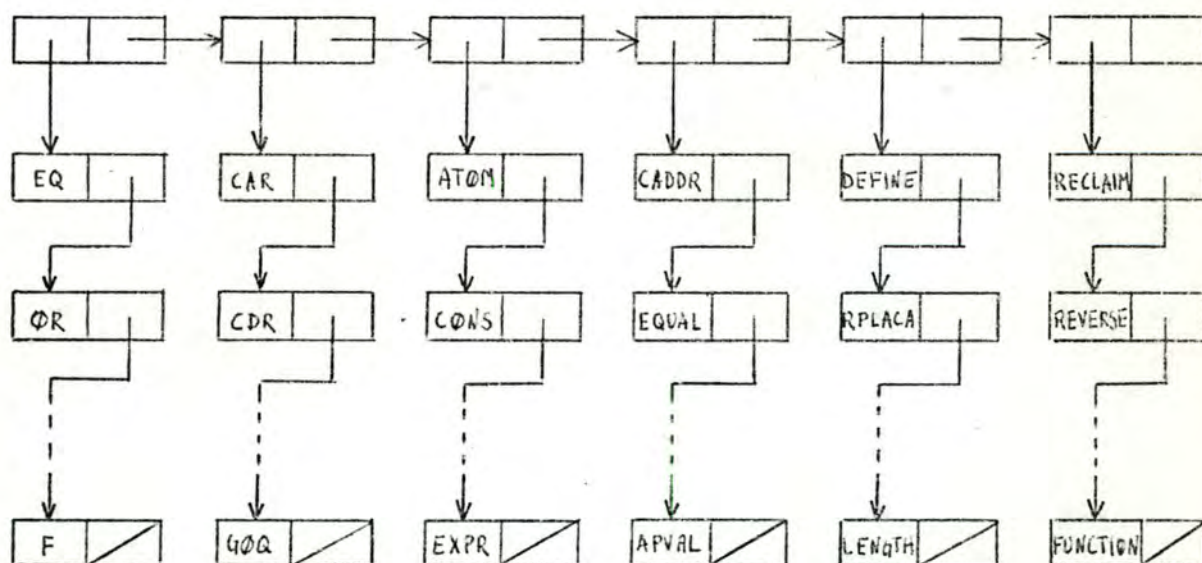 EQ CAR ATØM CADDR DEFINE RECLAIM
ØR CDR CØNS EQUAL RPLACA REVERSE
F GØQ EXPR APVAL LENGTH FUNCTION